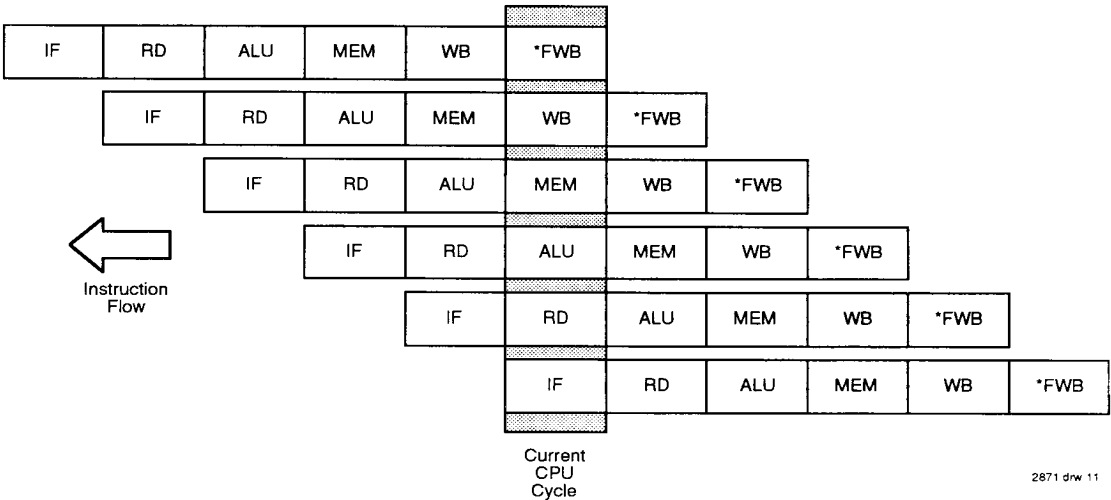 IF RD ALU MEM WB *FWB
IF RD ALU MEM WB *FWB
IF RD ALU MEM WB *FWB
IF RD ALU MEM WB *FWB
Instruction
Flow
IF RD ALU MEM WB *FWB
IF RD ALU MEM WB *FWB
Current
CPU
Cycle
2871 drw 11